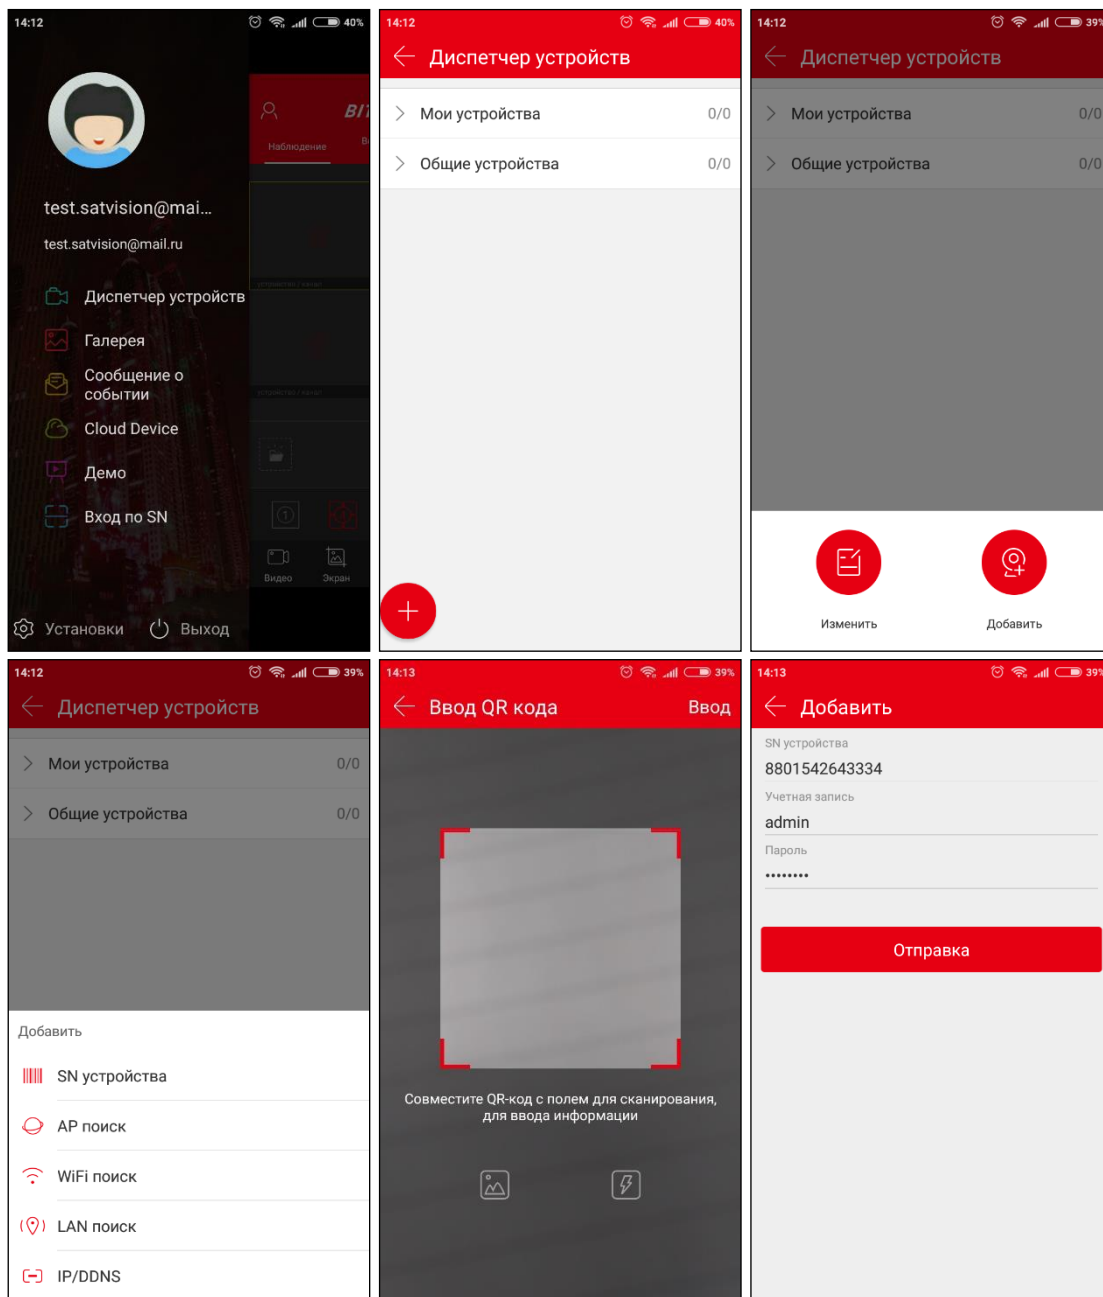 14:12
40%
BIT
Наблюдение
test.satvision@mai...
test.satvision@mail.ru
Диспетчер устройств
Галерея
Сообщение о
событии
Cloud Device
Демо
Вход по SN
Видео
Экран
Установки
Выход
14:12
40%
Диспетчер устройств
Мои устройства 0/0
Общие устройства 0/0
14:12
39%
Диспетчер устройств
Мои устройства 0/0
Общие устройства 0/0
Изменить
Добавить
14:12
39%
Диспетчер устройств
Мои устройства 0/0
Общие устройства 0/0
Добавить
SN устройства
AP поиск
WiFi поиск
LAN поиск
IP/DDNS
14:13
39%
Ввод QR кода
Ввод
Совместите QR-код с полем для сканирования,
для ввода информации
14:13
39%
Добавить
SN устройства
8801542643334
Учетная запись
admin
Пароль
••••••••
Отправка